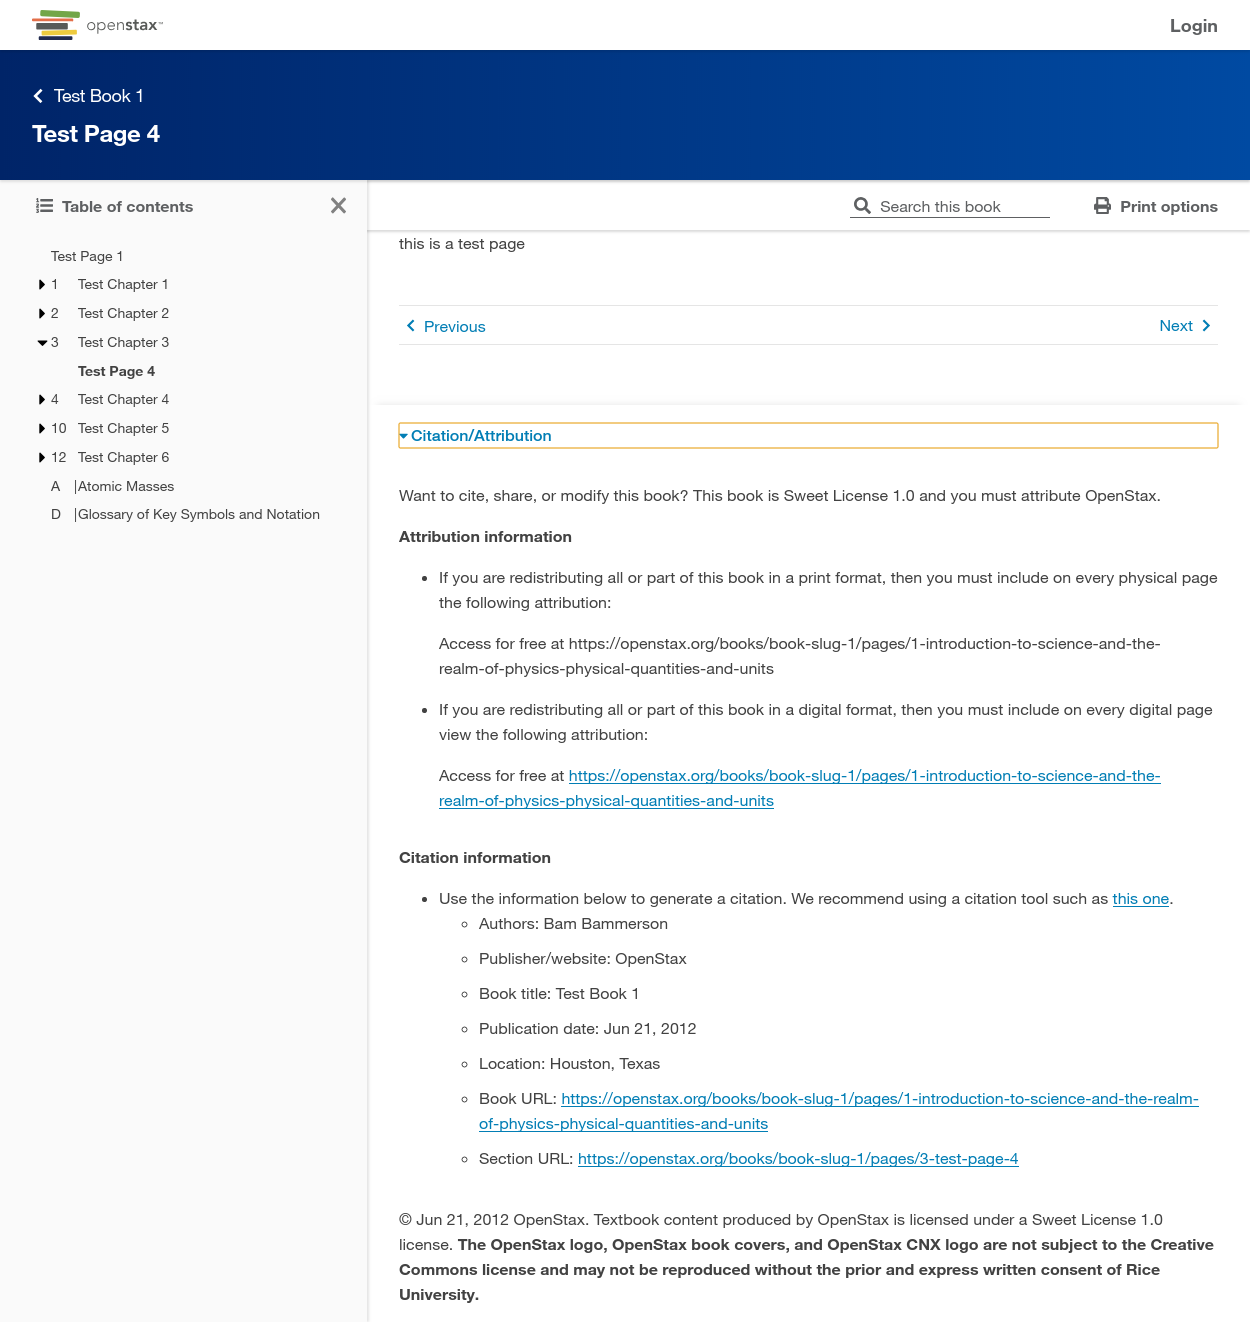 openstax™
Login
Test Book 1
Test Page 4
Table of contents
Search this book
Print options
Test Page 1
1 Test Chapter 1
2 Test Chapter 2
3 Test Chapter 3
Test Page 4
4 Test Chapter 4
10 Test Chapter 5
12 Test Chapter 6
A |Atomic Masses
D |Glossary of Key Symbols and Notation
this is a test page
Previous
Next
Citation/Attribution
Want to cite, share, or modify this book? This book is Sweet License 1.0 and you must attribute OpenStax.
Attribution information
• If you are redistributing all or part of this book in a print format, then you must include on every physical page
the following attribution:
Access for free at https://openstax.org/books/book-slug-1/pages/1-introduction-to-science-and-the-
realm-of-physics-physical-quantities-and-units
• If you are redistributing all or part of this book in a digital format, then you must include on every digital page
view the following attribution:
Access for free at https://openstax.org/books/book-slug-1/pages/1-introduction-to-science-and-the-
realm-of-physics-physical-quantities-and-units
Citation information
• Use the information below to generate a citation. We recommend using a citation tool such as this one.
◦ Authors: Bam Bammerson
◦ Publisher/website: OpenStax
◦ Book title: Test Book 1
◦ Publication date: Jun 21, 2012
◦ Location: Houston, Texas
◦ Book URL: https://openstax.org/books/book-slug-1/pages/1-introduction-to-science-and-the-realm-
of-physics-physical-quantities-and-units
◦ Section URL: https://openstax.org/books/book-slug-1/pages/3-test-page-4
© Jun 21, 2012 OpenStax. Textbook content produced by OpenStax is licensed under a Sweet License 1.0
license. The OpenStax logo, OpenStax book covers, and OpenStax CNX logo are not subject to the Creative
Commons license and may not be reproduced without the prior and express written consent of Rice
University.